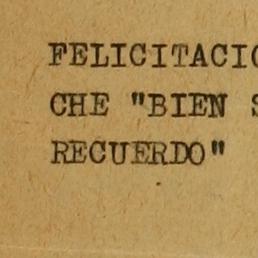 FELICITACIO
CHE "BIEN S
RECUERDO"